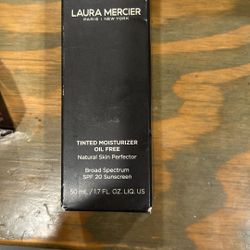 LAURA MERCIER
PARIS | NEW YORK
TINTED MOISTURIZER
OIL FREE
Natural Skin Perfector
Broad Spectrum
SPF 20 Sunscreen
50 mL / 1.7 FL. OZ. LIQ. US